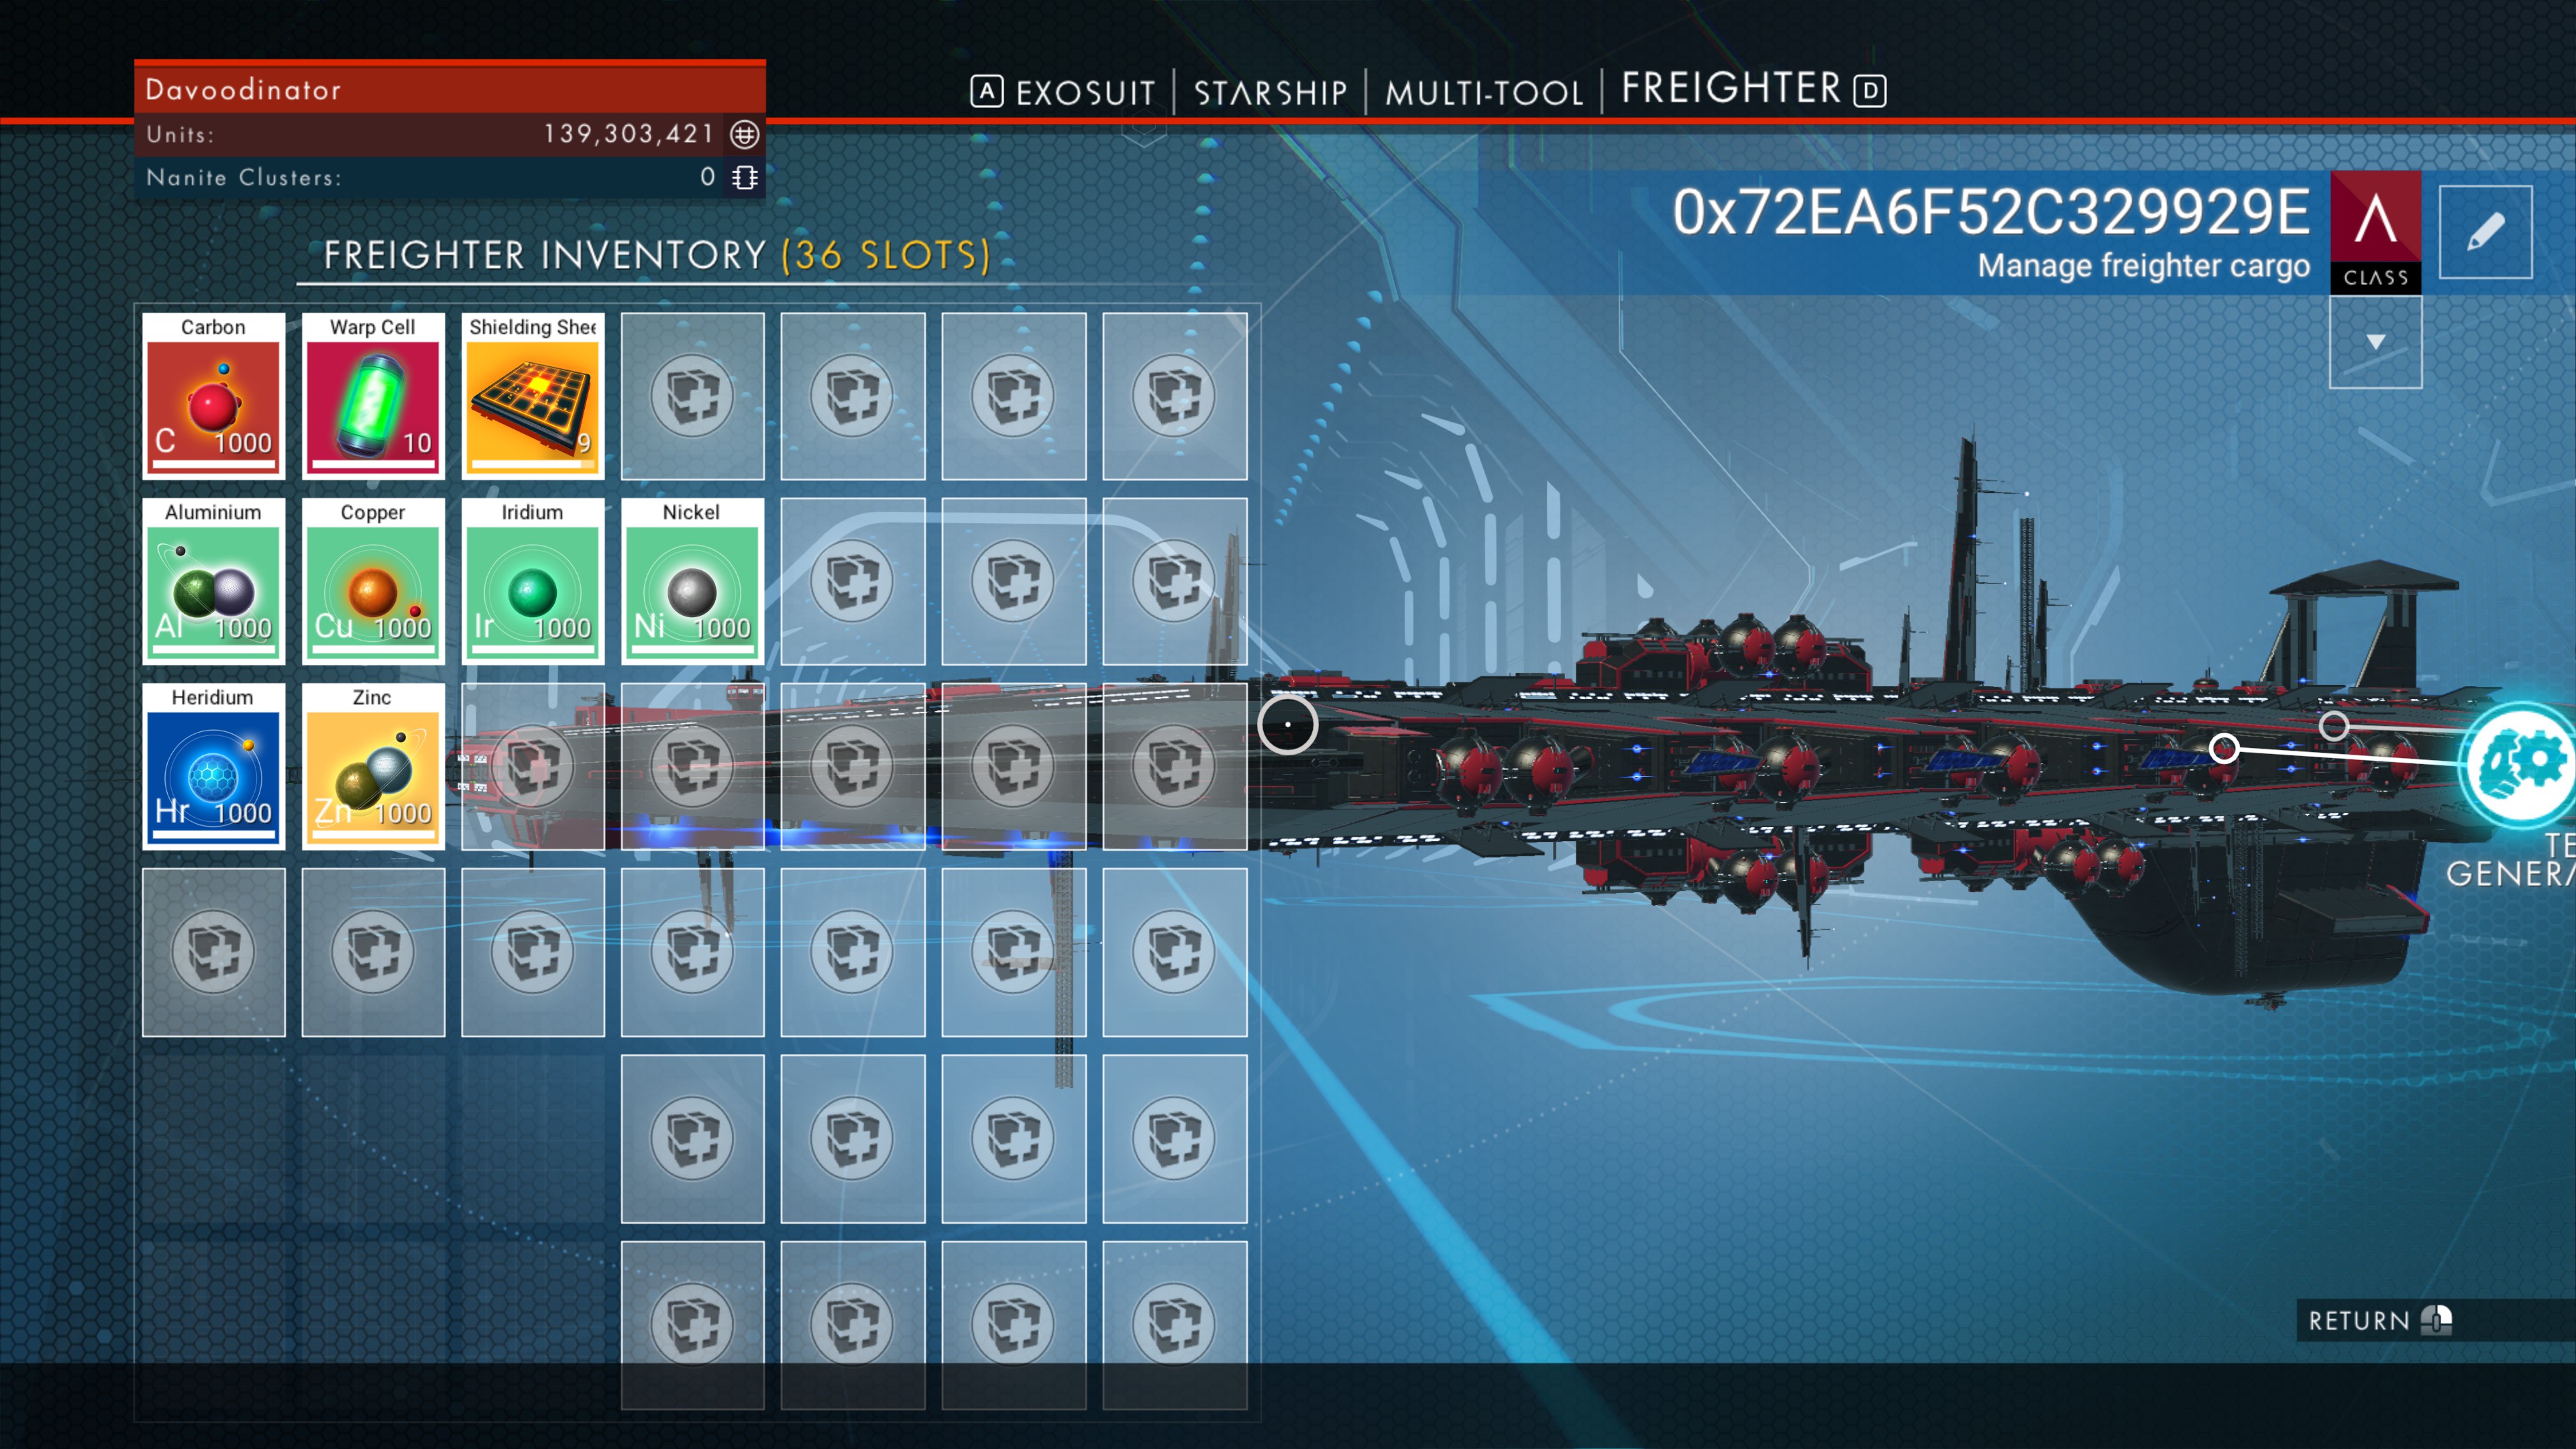 Davoodinator
Units: 139,303,421
Nanite Clusters: 0
A EXOSUIT STARSHIP MULTI-TOOL FREIGHTER D
0x72EA6F52C329929E
Manage freighter cargo
A
CLASS
FREIGHTER INVENTORY (36 SLOTS)
Carbon Warp Cell Shielding Shee
C 1000 10 9
Aluminium Copper Iridium Nickel
Al 1000 Cu 1000 Ir 1000 Ni 1000
Heridium Zinc
Hr 1000 Zn 1000
TE
GENERA
RETURN